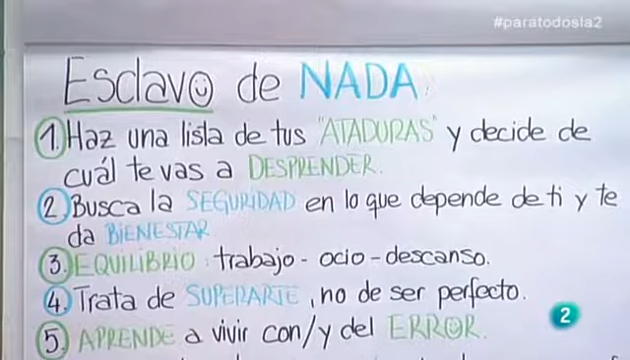 #paratodosla2
Esclavo de NADA.
1. Haz una lista de tus "ATADURAS" y decide de
cuál te vas a DESPRENDER.
2. Busca la SEGURIDAD en lo que depende de ti y te
da BIENESTAR
3. EQUILIBRIO: trabajo - ocio - descanso.
4. Trata de SUPERARTE, no de ser perfecto.
2
5. APRENDE a vivir con/y del ERROR.